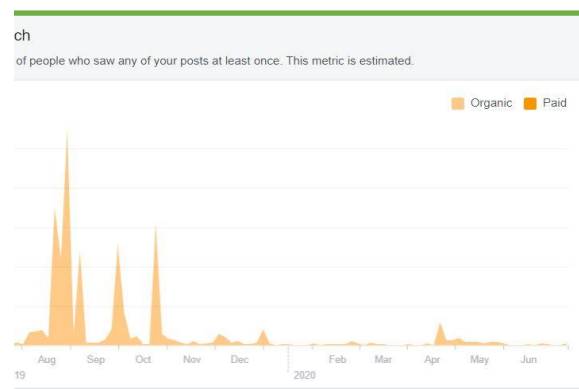 ch
of people who saw any of your posts at least once. This metric is estimated.
Organic Paid
Aug Sep Oct Nov Dec Feb Mar Apr May Jun
19 2020